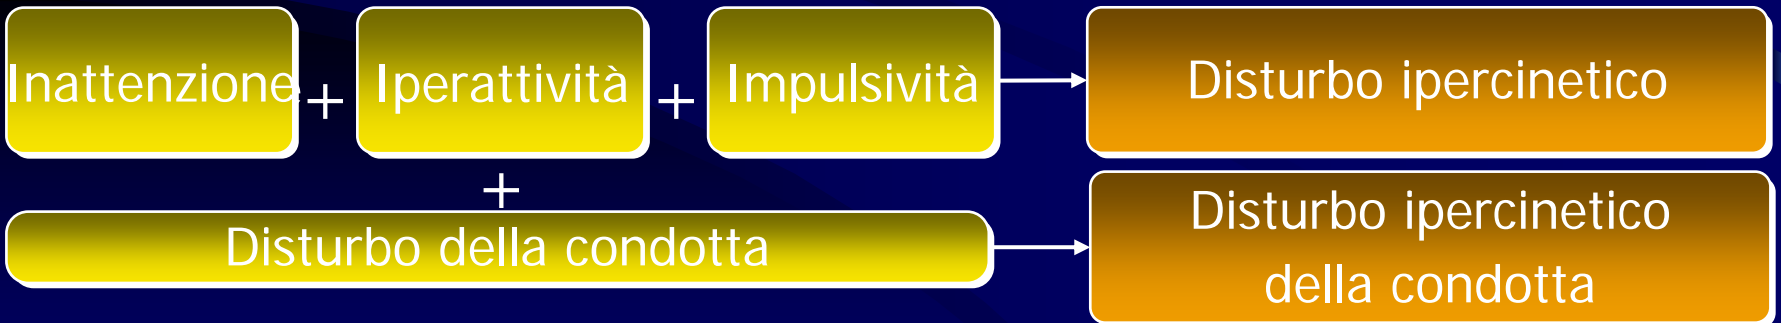 Inattenzione + Iperattività + Impulsività Disturbo ipercinetico
+
Disturbo della condotta
Disturbo ipercinetico
della condotta